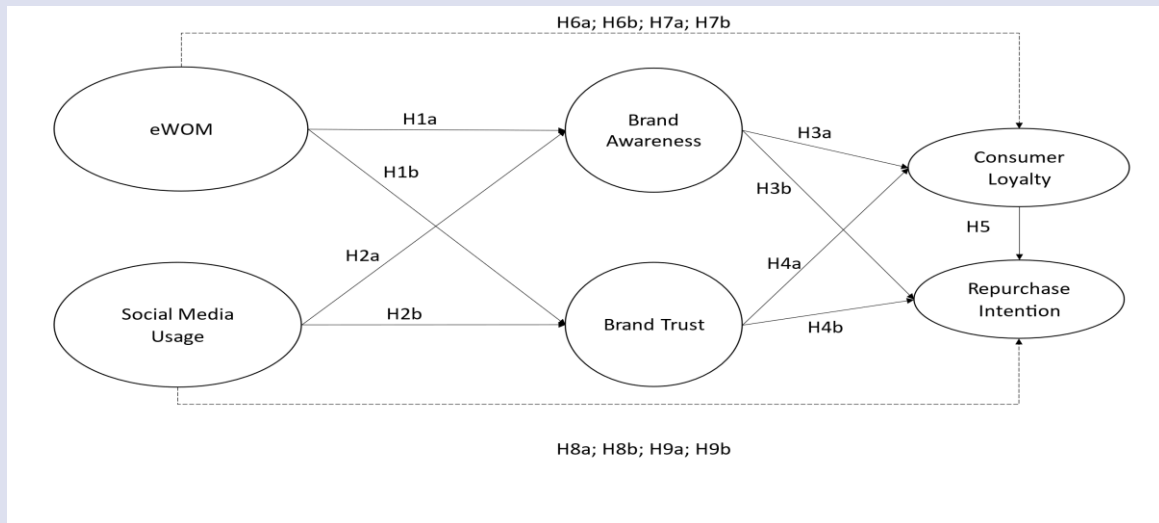 H6a; H6b; H7a; H7b
eWOM
H1a
Brand
Awareness
H3a
Consumer
Loyalty
H1b
H3b
H5
H2a
H4a
Social Media
Usage
H2b
Brand Trust
H4b
Repurchase
Intention
H8a; H8b; H9a; H9b